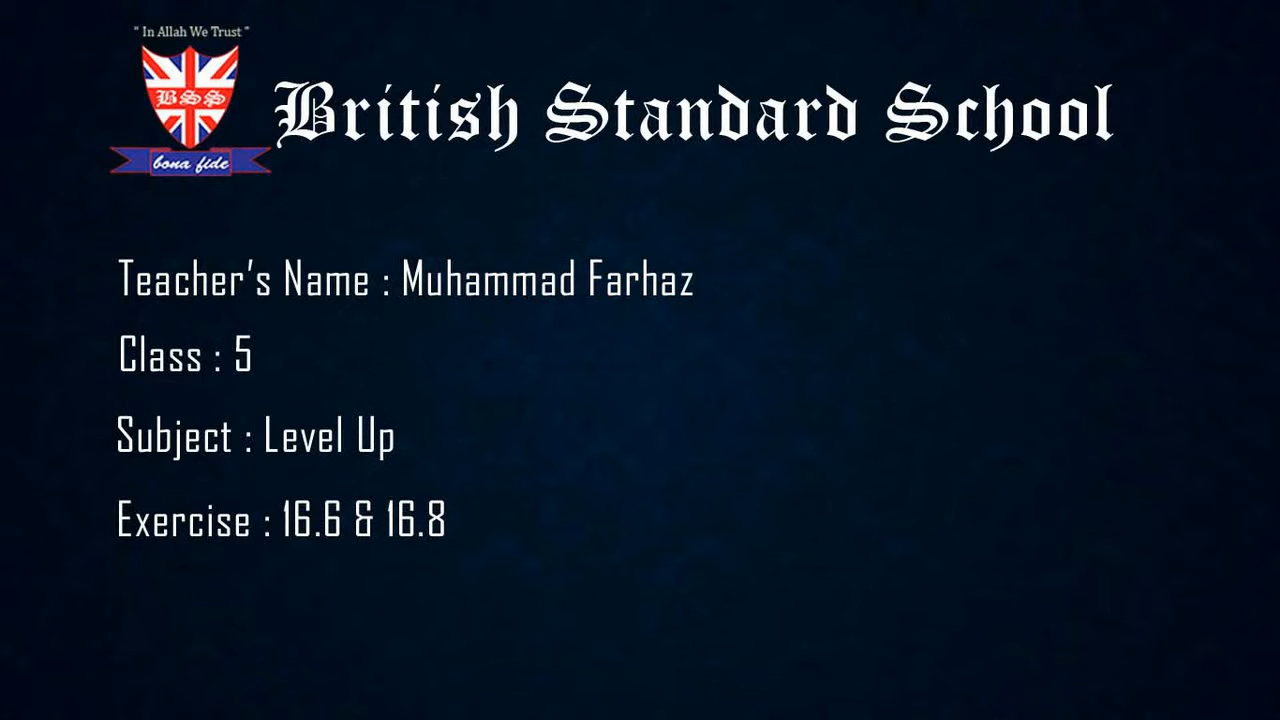 " In Allah We Trust "
BSS
bona fide
British Standard School
Teacher’s Name : Muhammad Farhaz
Class : 5
Subject : Level Up
Exercise : 16.6 & 16.8